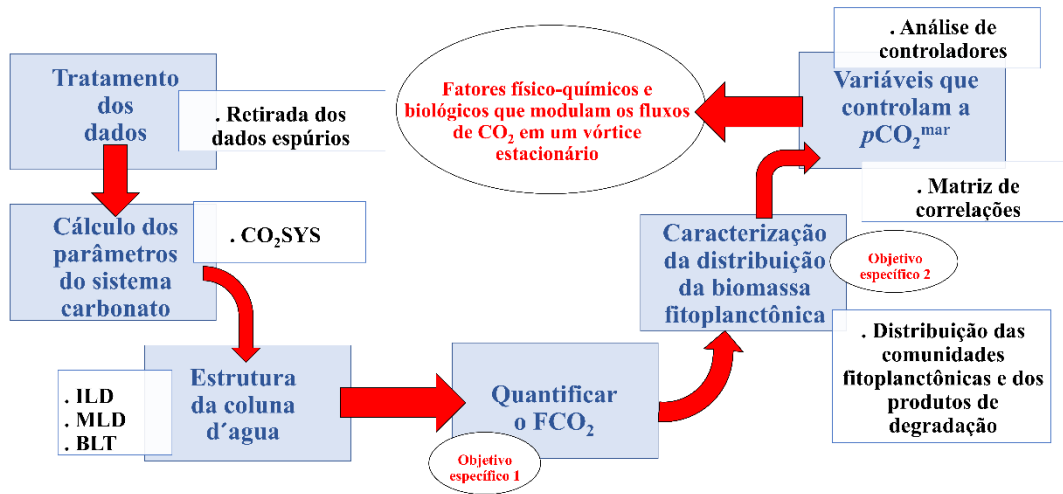 Tratamento
dos
dados
. Retirada dos
dados espúrios
Cálculo dos
parâmetros
do sistema
carbonato
. CO₂SYS
. ILD
. MLD
. BLT
Estrutura
da coluna
d´agua
Quantificar
o FCO₂
Objetivo
específico 1
Caracterização
da distribuição
da biomassa
fitoplanctônica
Objetivo
específico 2
. Distribuição das
comunidades
fitoplanctônicas e dos
produtos de
degradação
. Análise de
controladores
Variáveis que
controlam a
pCO₂ᵐᵃʳ
. Matriz de
correlações
Fatores físico-químicos e
biológicos que modulam os fluxos
de CO₂ em um vórtice
estacionário